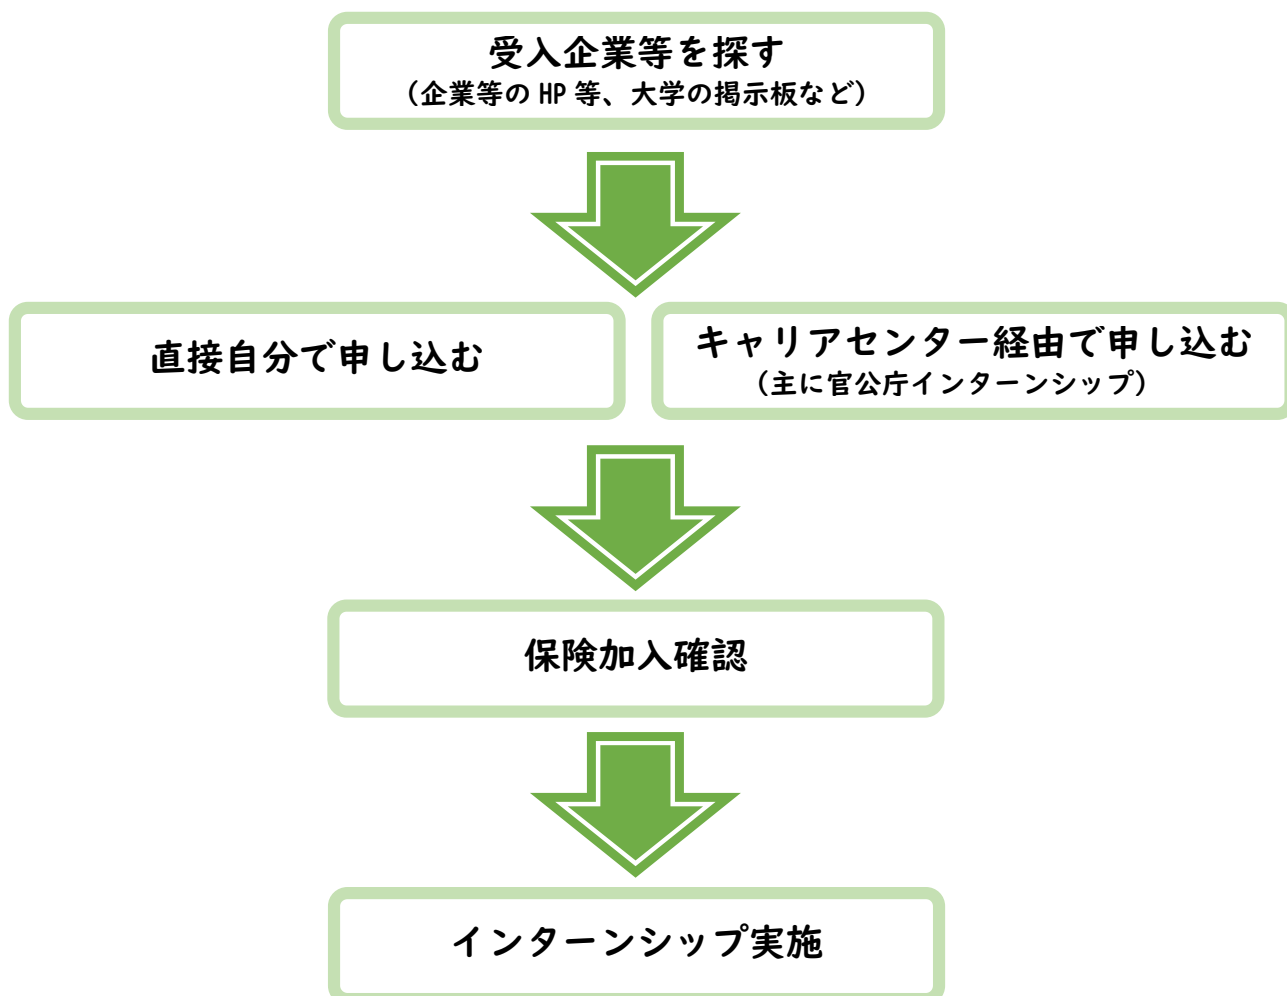 受入企業等を探す
（企業等の HP 等、大学の掲示板など）
直接自分で申し込む
キャリアセンター経由で申し込む
（主に官公庁インターンシップ）
保険加入確認
インターンシップ実施